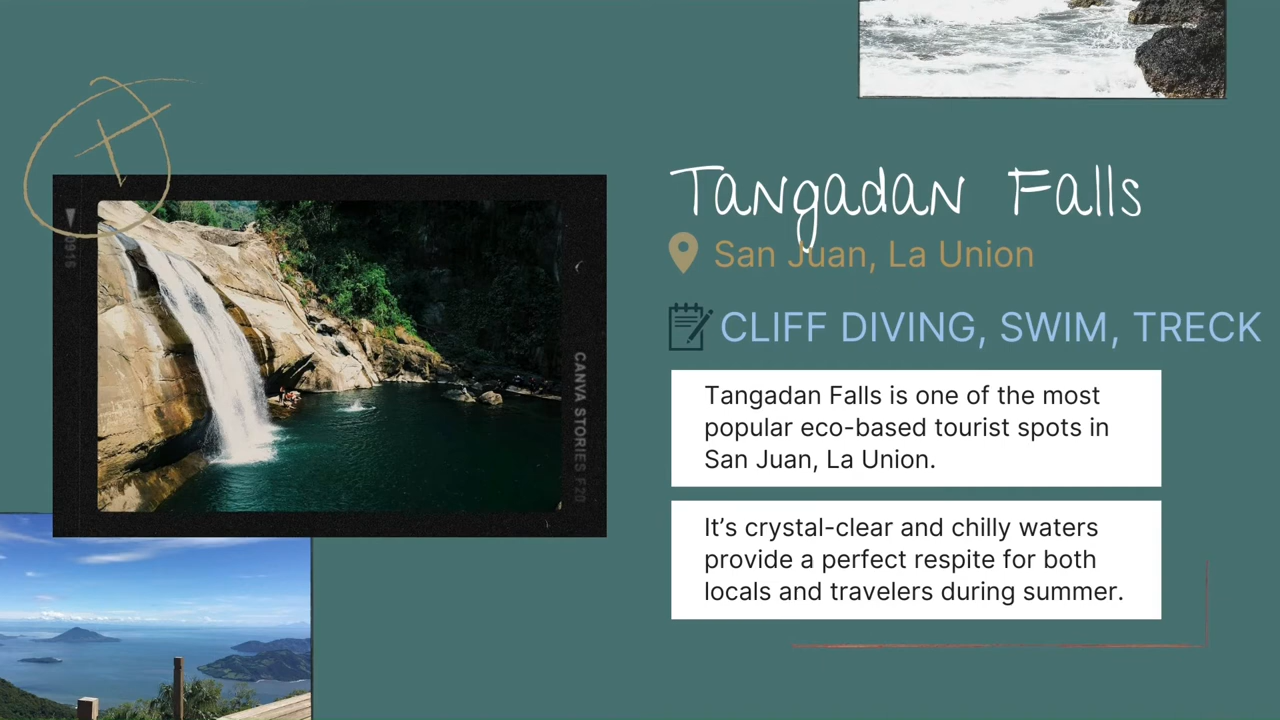 Tangadan Falls
San Juan, La Union
CLIFF DIVING, SWIM, TRECK
Tangadan Falls is one of the most
popular eco-based tourist spots in
San Juan, La Union.
It’s crystal-clear and chilly waters
provide a perfect respite for both
locals and travelers during summer.
CANVA STORIES F20
0916